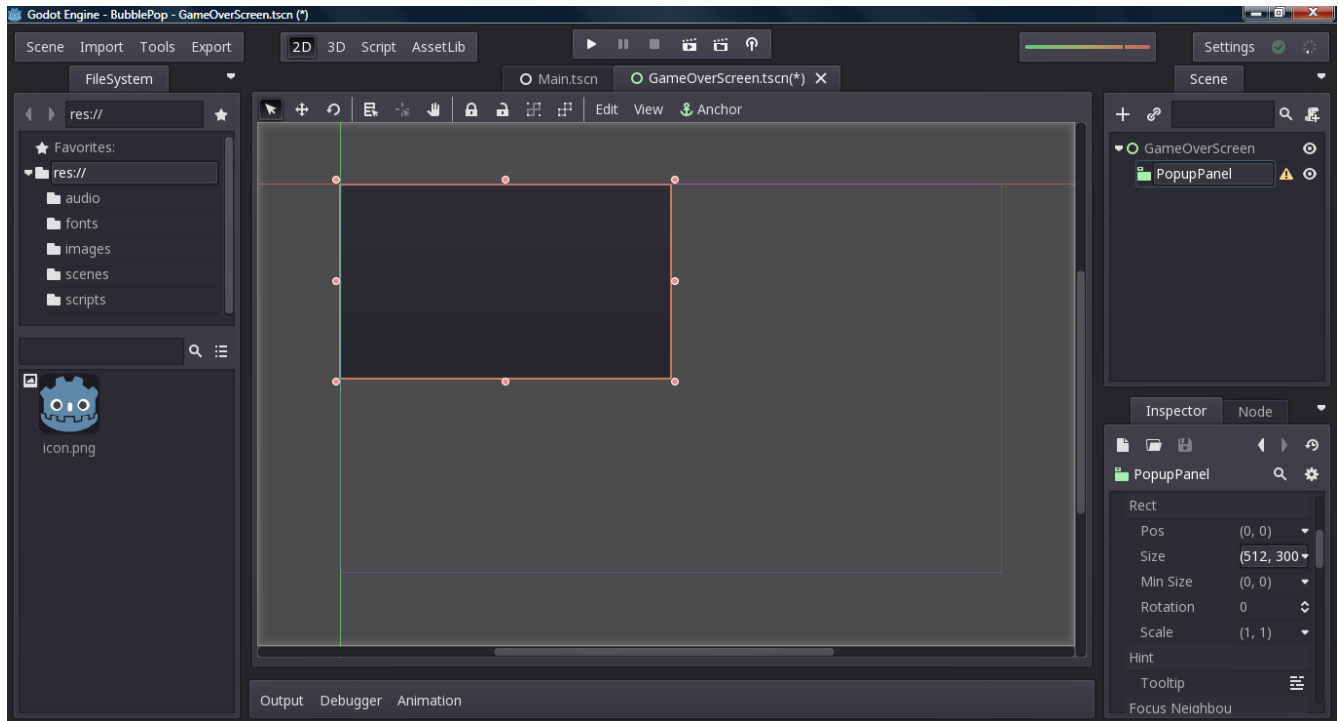 Godot Engine - BubblePop - GameOverScreen.tscn (*)
Scene Import Tools Export
2D 3D Script AssetLib
Settings
FileSystem
Main.tscn
GameOverScreen.tscn(*)
Scene
res://
Edit View Anchor
Favorites:
res://
audio
fonts
images
scenes
scripts
icon.png
GameOverScreen
PopupPanel
Inspector Node
PopupPanel
Rect
Pos (0, 0)
Size (512, 300
Min Size (0, 0)
Rotation 0
Scale (1, 1)
Hint
Tooltip
Focus Neighbou
Output Debugger Animation